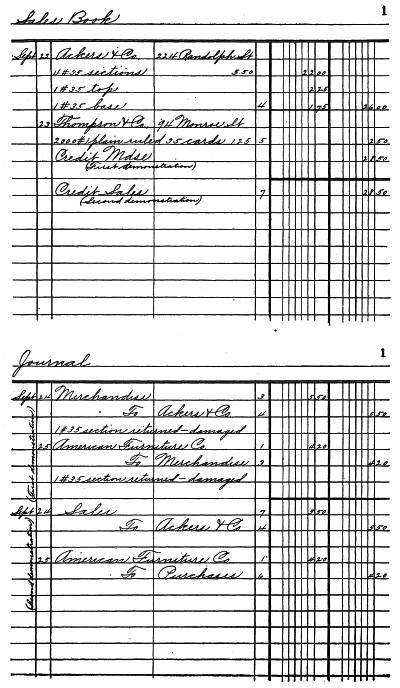 Sales Book 1
Sept 23 Ackers & Co. 224 Randolph St
4 #35 sections 5 50 22 00
1 #35 top 2 25
1 #35 base 4 1 75 26 00
23 Thompson & Co. 94 Monroe St
2000 #1 plain ruled 35 cards 1 25 5 2 50
Credit Mdse 28 50
(First demonstration)
Credit Sales 7 28 50
(Second demonstration)
Journal 1
Sept 24 Merchandise 3 5 50
To Ackers & Co 4 5 50
1 #35 section returned - damaged
25 American Furniture Co. 1 4 20
To Merchandise 3 4 20
1 #35 section returned - damaged
(First demonstration)
Sept 24 Sales 7 5 50
To Ackers & Co 4 5 50
25 American Furniture Co 1 4 20
To Purchases 6 4 20
(Second demonstration)